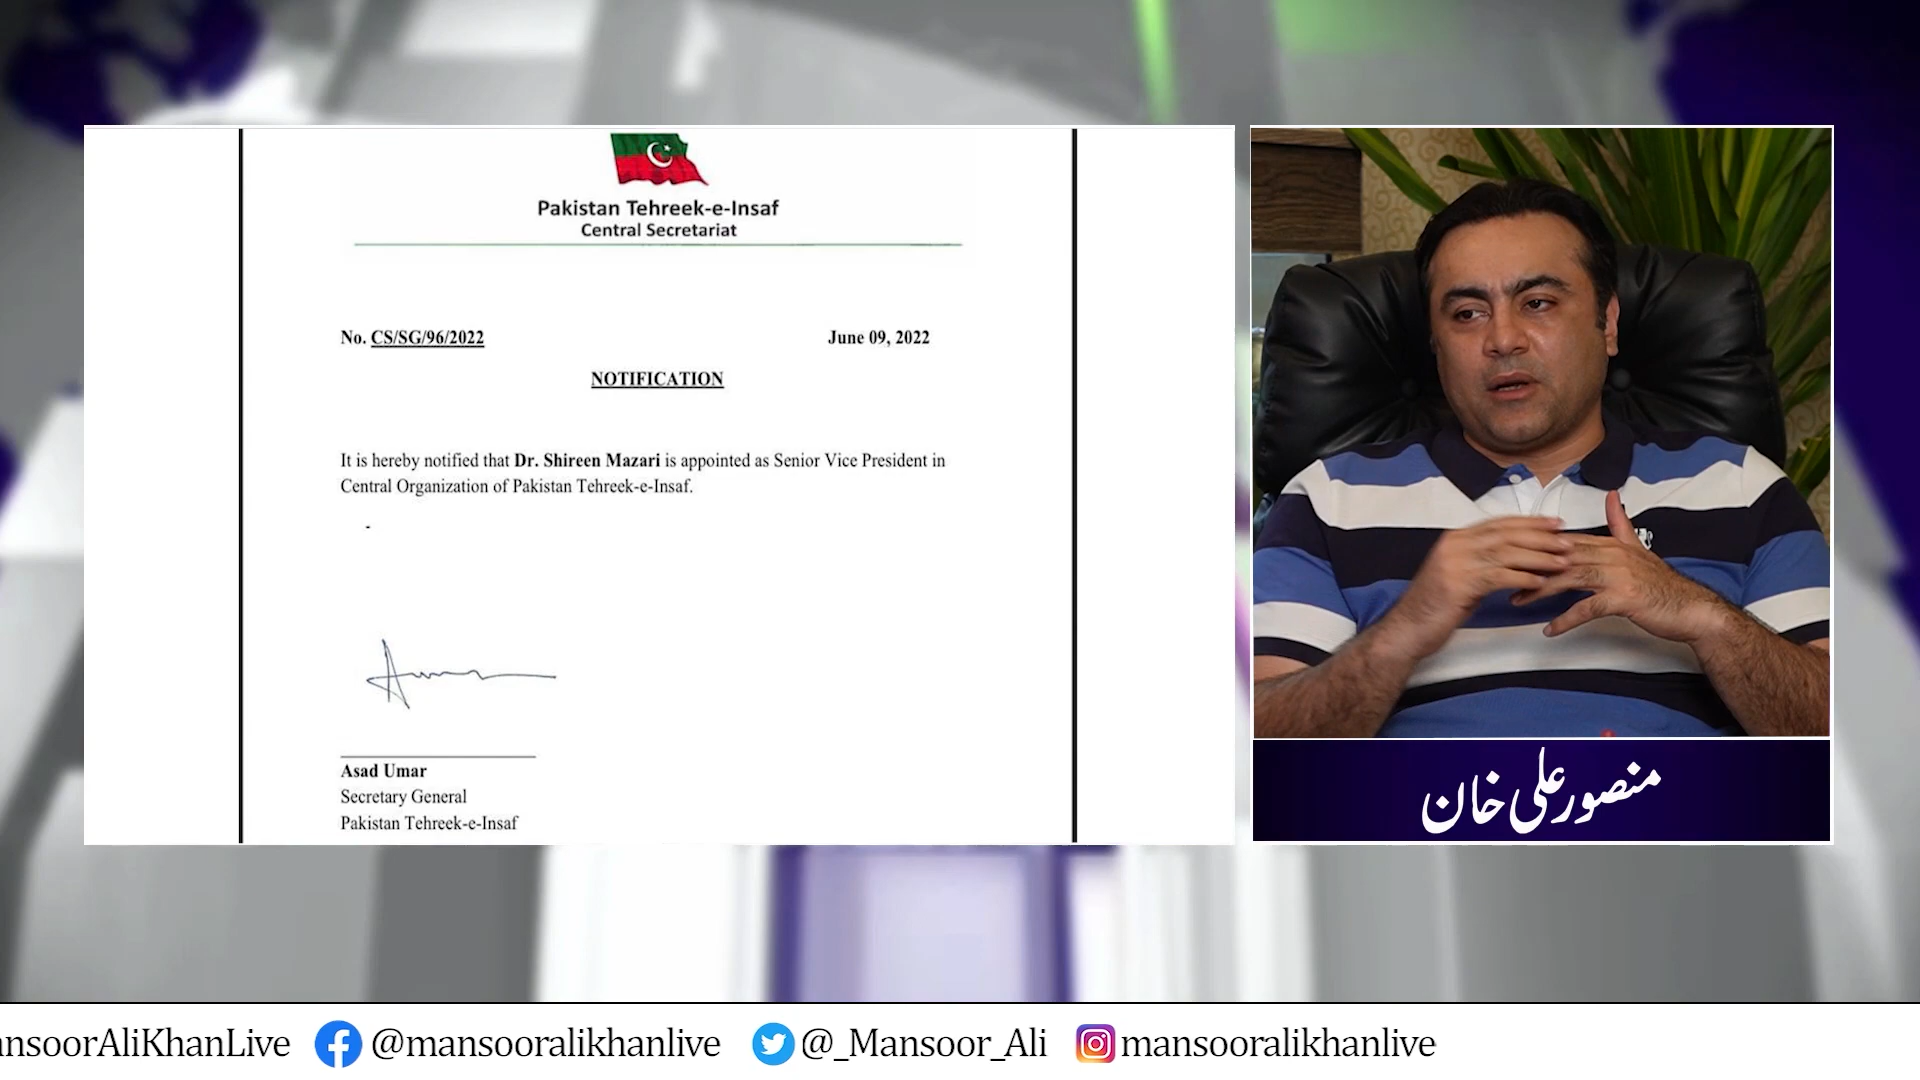 Pakistan Tehreek-e-Insaf
Central Secretariat
No. CS/SG/96/2022
June 09, 2022
NOTIFICATION
It is hereby notified that Dr. Shireen Mazari is appointed as Senior Vice President in
Central Organization of Pakistan Tehreek-e-Insaf.
Asad Umar
Secretary General
Pakistan Tehreek-e-Insaf
منصور علی خان
nsoorAliKhanLive @mansooralikhanlive @_Mansoor_Ali mansooralikhanlive